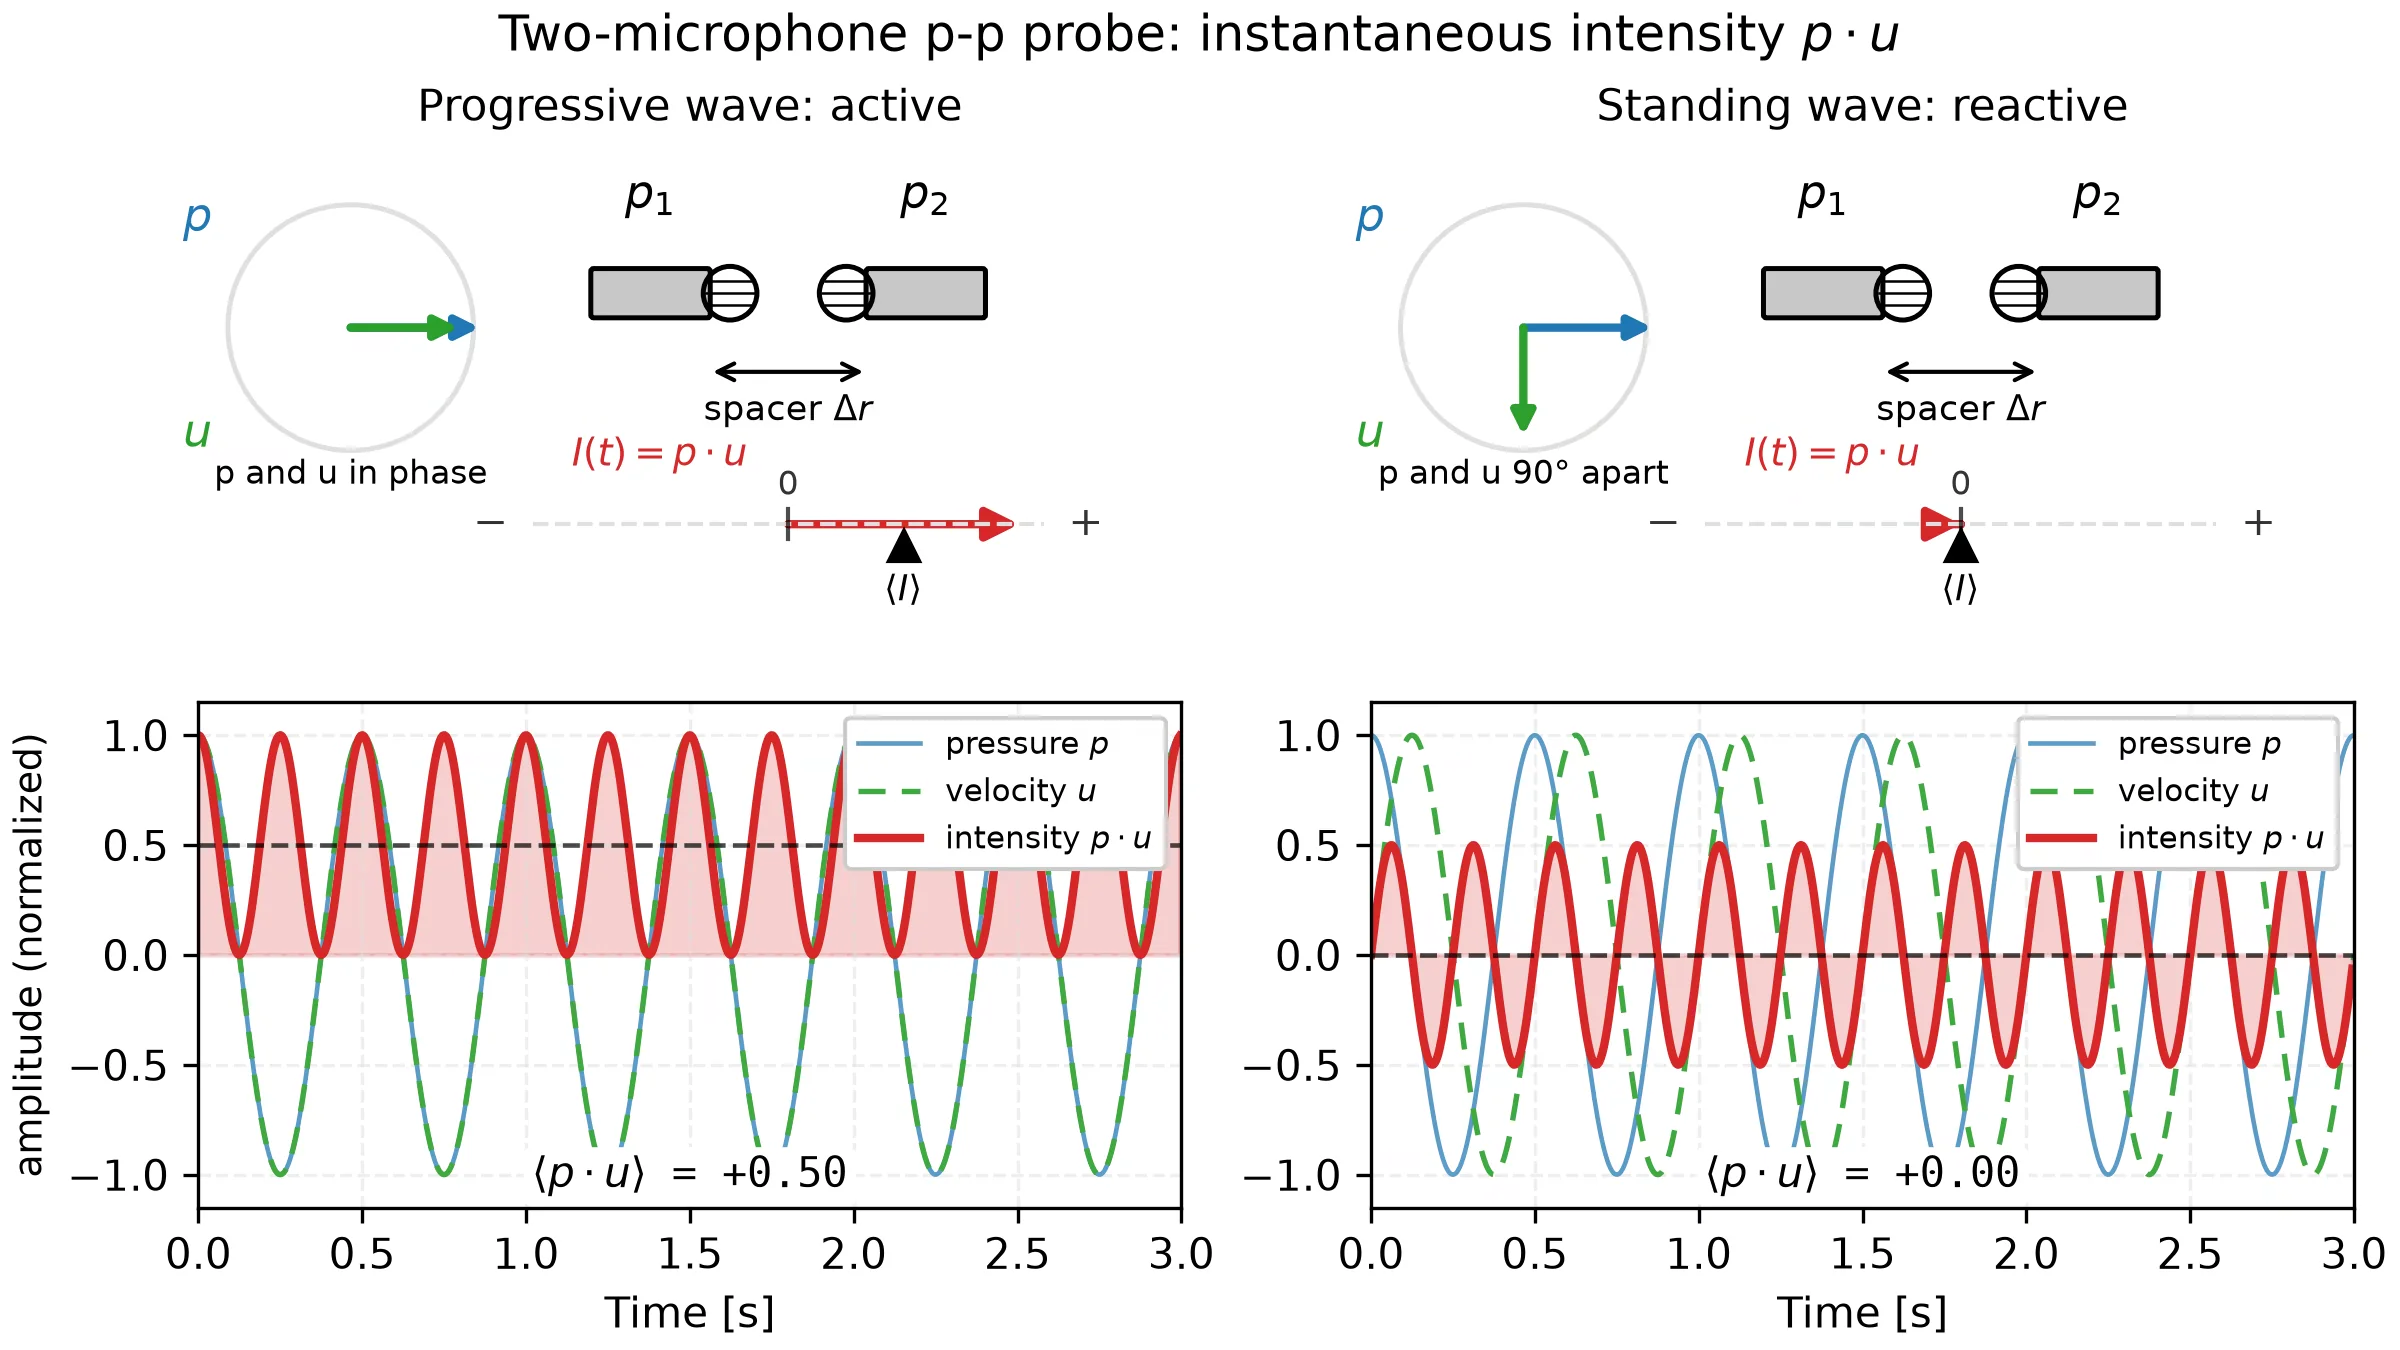 Two-microphone p-p probe: instantaneous intensity p · u
Progressive wave: active
p
p₁
p₂
spacer Δr
u
p and u in phase
I(t) = p · u
0
−
+
⟨I⟩
Standing wave: reactive
p
p₁
p₂
spacer Δr
u
p and u 90° apart
I(t) = p · u
0
−
+
⟨I⟩
amplitude (normalized)
1.0
0.5
0.0
−0.5
−1.0
pressure p
velocity u
intensity p · u
⟨p · u⟩ = +0.50
0.0 0.5 1.0 1.5 2.0 2.5 3.0
Time [s]
1.0
0.5
0.0
−0.5
−1.0
pressure p
velocity u
intensity p · u
⟨p · u⟩ = +0.00
0.0 0.5 1.0 1.5 2.0 2.5 3.0
Time [s]